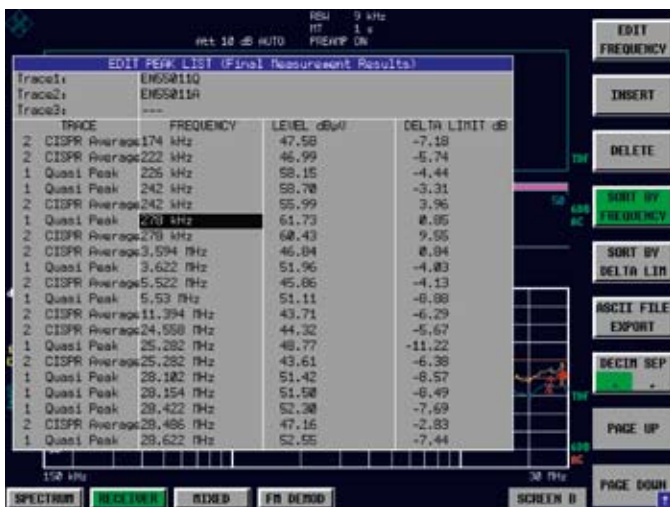 RBW 9 kHz
MT 1 s
Att 10 dB AUTO PREAMP ON
EDIT PEAK LIST (Final Measurement Results)
Trace1: EN55011Q
Trace2: EN55011A
Trace3: ---
TRACE FREQUENCY LEVEL dBµV DELTA LIMIT dB
2 CISPR Average 174 kHz 47.58 -7.18
2 CISPR Average 222 kHz 46.99 -5.74
1 Quasi Peak 226 kHz 58.15 -4.44
1 Quasi Peak 242 kHz 58.70 -3.31
2 CISPR Average 242 kHz 55.99 3.96
1 Quasi Peak 278 kHz 61.73 0.85
2 CISPR Average 278 kHz 60.43 9.55
2 CISPR Average 3.594 MHz 46.84 0.84
1 Quasi Peak 3.622 MHz 51.96 -4.03
2 CISPR Average 5.522 MHz 45.86 -4.13
1 Quasi Peak 5.53 MHz 51.11 -8.88
2 CISPR Average 11.394 MHz 43.71 -6.29
2 CISPR Average 24.558 MHz 44.32 -5.67
1 Quasi Peak 25.282 MHz 48.77 -11.22
2 CISPR Average 25.282 MHz 43.61 -6.38
1 Quasi Peak 28.102 MHz 51.42 -8.57
1 Quasi Peak 28.154 MHz 51.50 -8.49
1 Quasi Peak 28.422 MHz 52.30 -7.69
2 CISPR Average 28.486 MHz 47.16 -2.83
1 Quasi Peak 28.622 MHz 52.55 -7.44
TDF
50
6DB
AC
TDF
6DB
AC
150 kHz 30 MHz
SPECTRUM RECEIVER MIXED FM DEMOD SCREEN B
EDIT
FREQUENCY
INSERT
DELETE
SORT BY
FREQUENCY
SORT BY
DELTA LIM
ASCII FILE
EXPORT
DECIM SEP
. ,
PAGE UP
PAGE DOWN